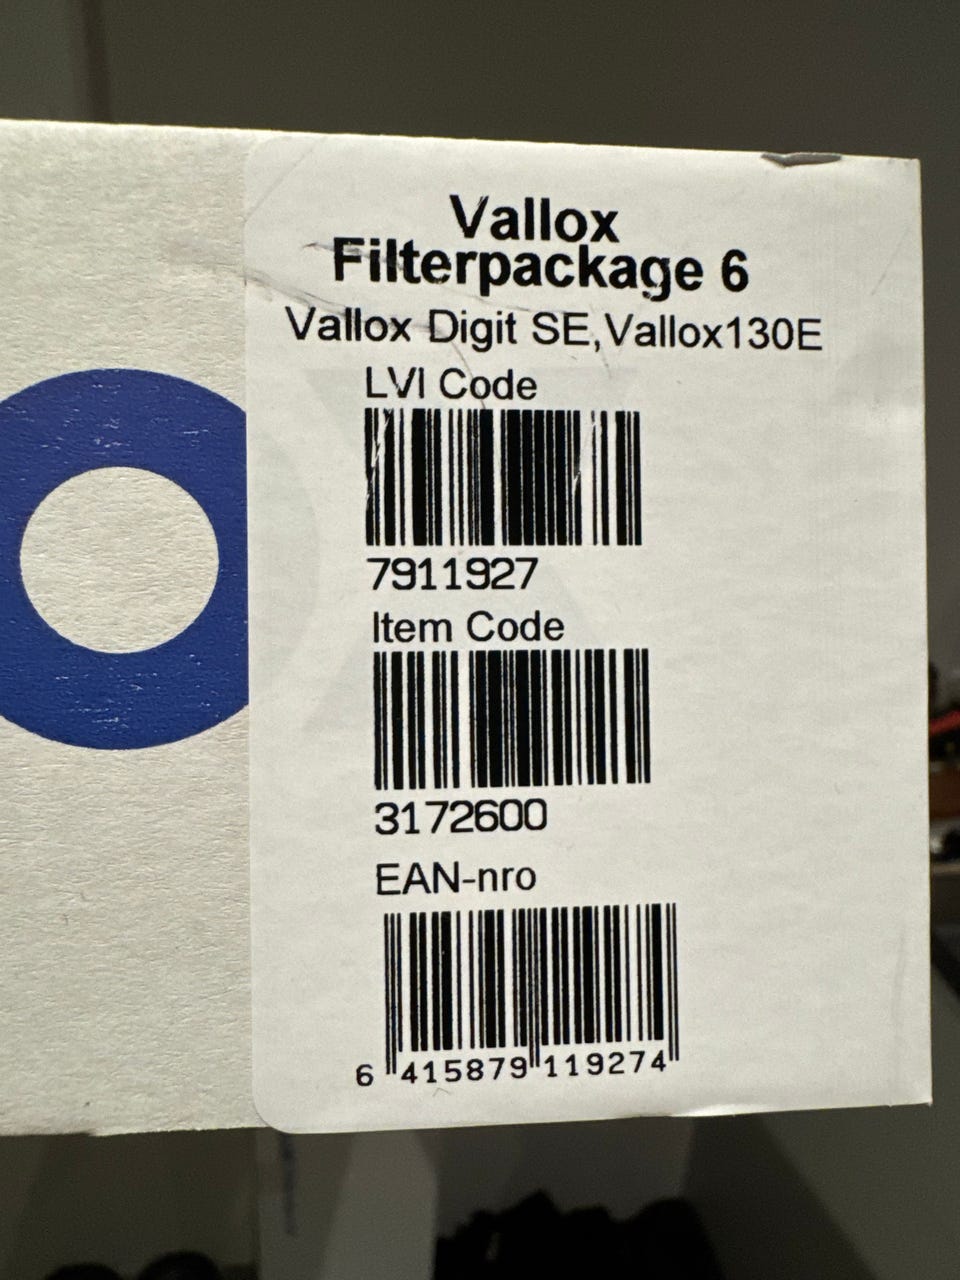 Vallox
Filterpackage 6
Vallox Digit SE,Vallox130E
LVI Code
7911927
Item Code
3172600
EAN-nro
6 415879 119274